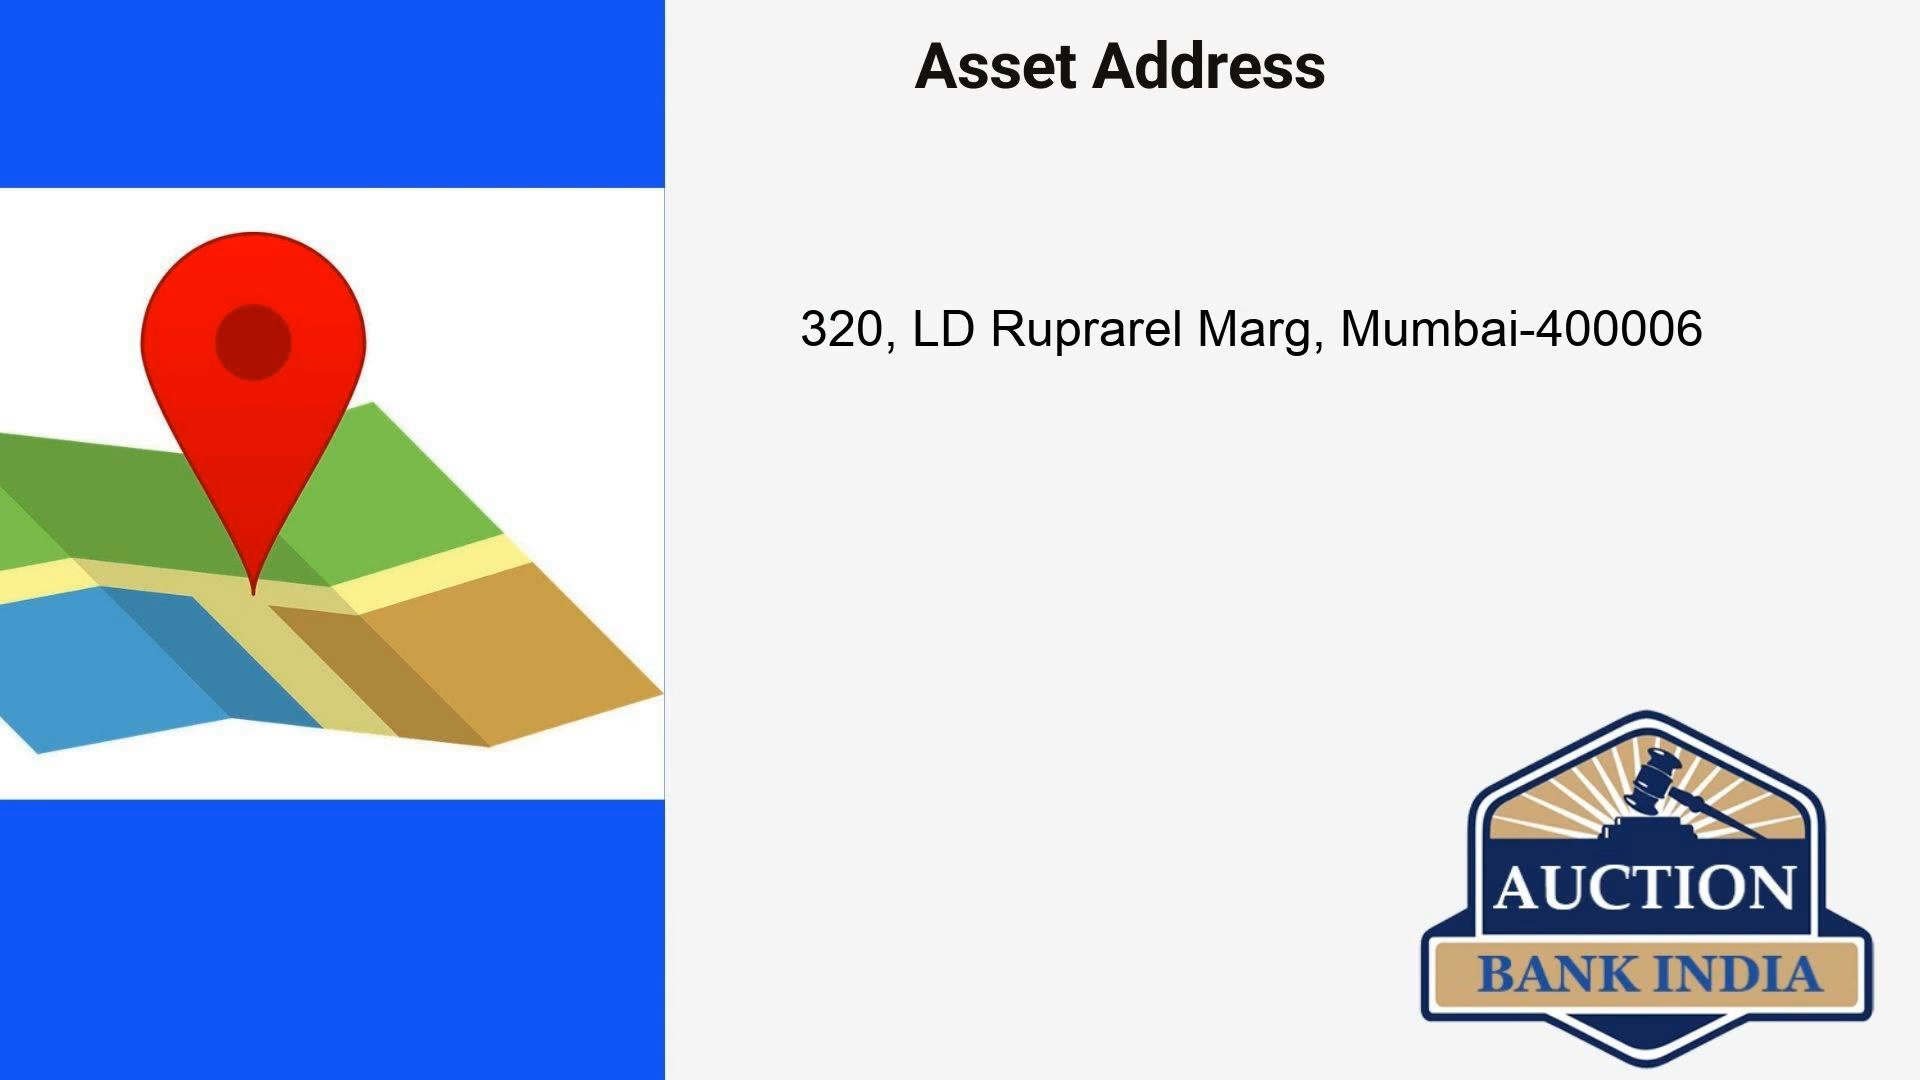 Asset Address
320, LD Ruprarel Marg, Mumbai-400006
AUCTION
BANK INDIA